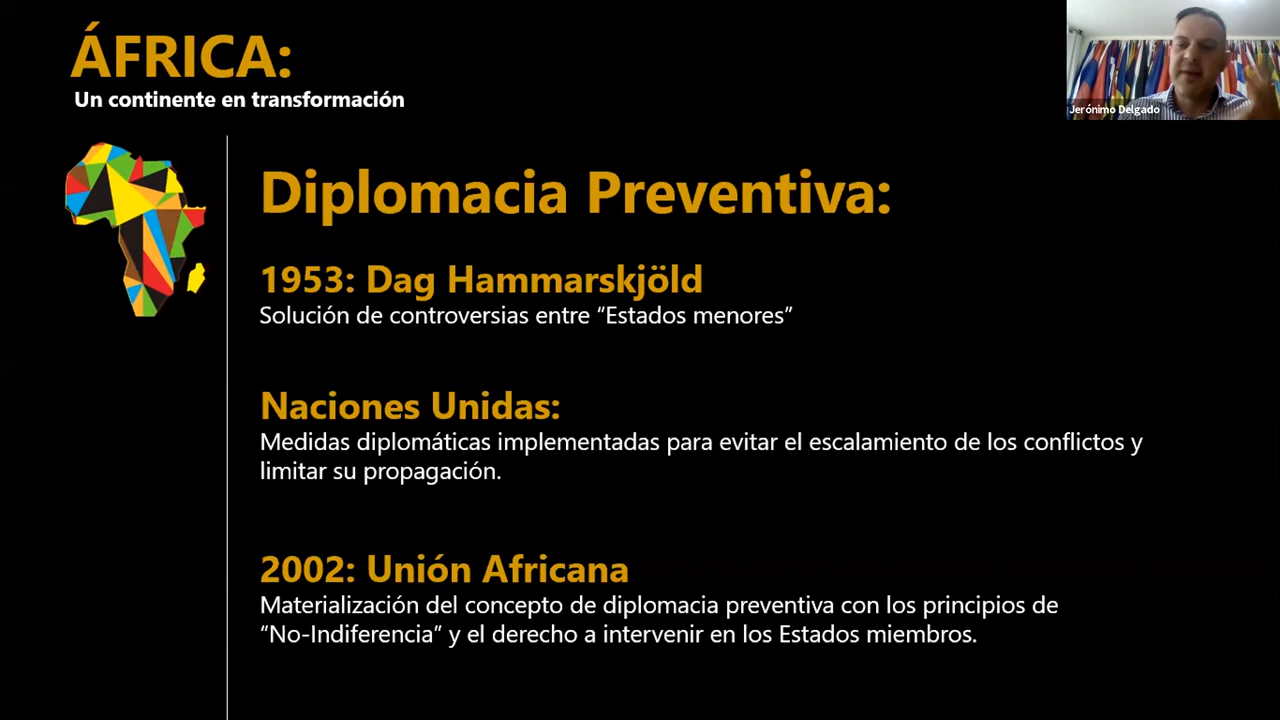 ÁFRICA:
Un continente en transformación
Jerónimo Delgado
Diplomacia Preventiva:
1953: Dag Hammarskjöld
Solución de controversias entre “Estados menores”
Naciones Unidas:
Medidas diplomáticas implementadas para evitar el escalamiento de los conflictos y
limitar su propagación.
2002: Unión Africana
Materialización del concepto de diplomacia preventiva con los principios de
“No-Indiferencia” y el derecho a intervenir en los Estados miembros.